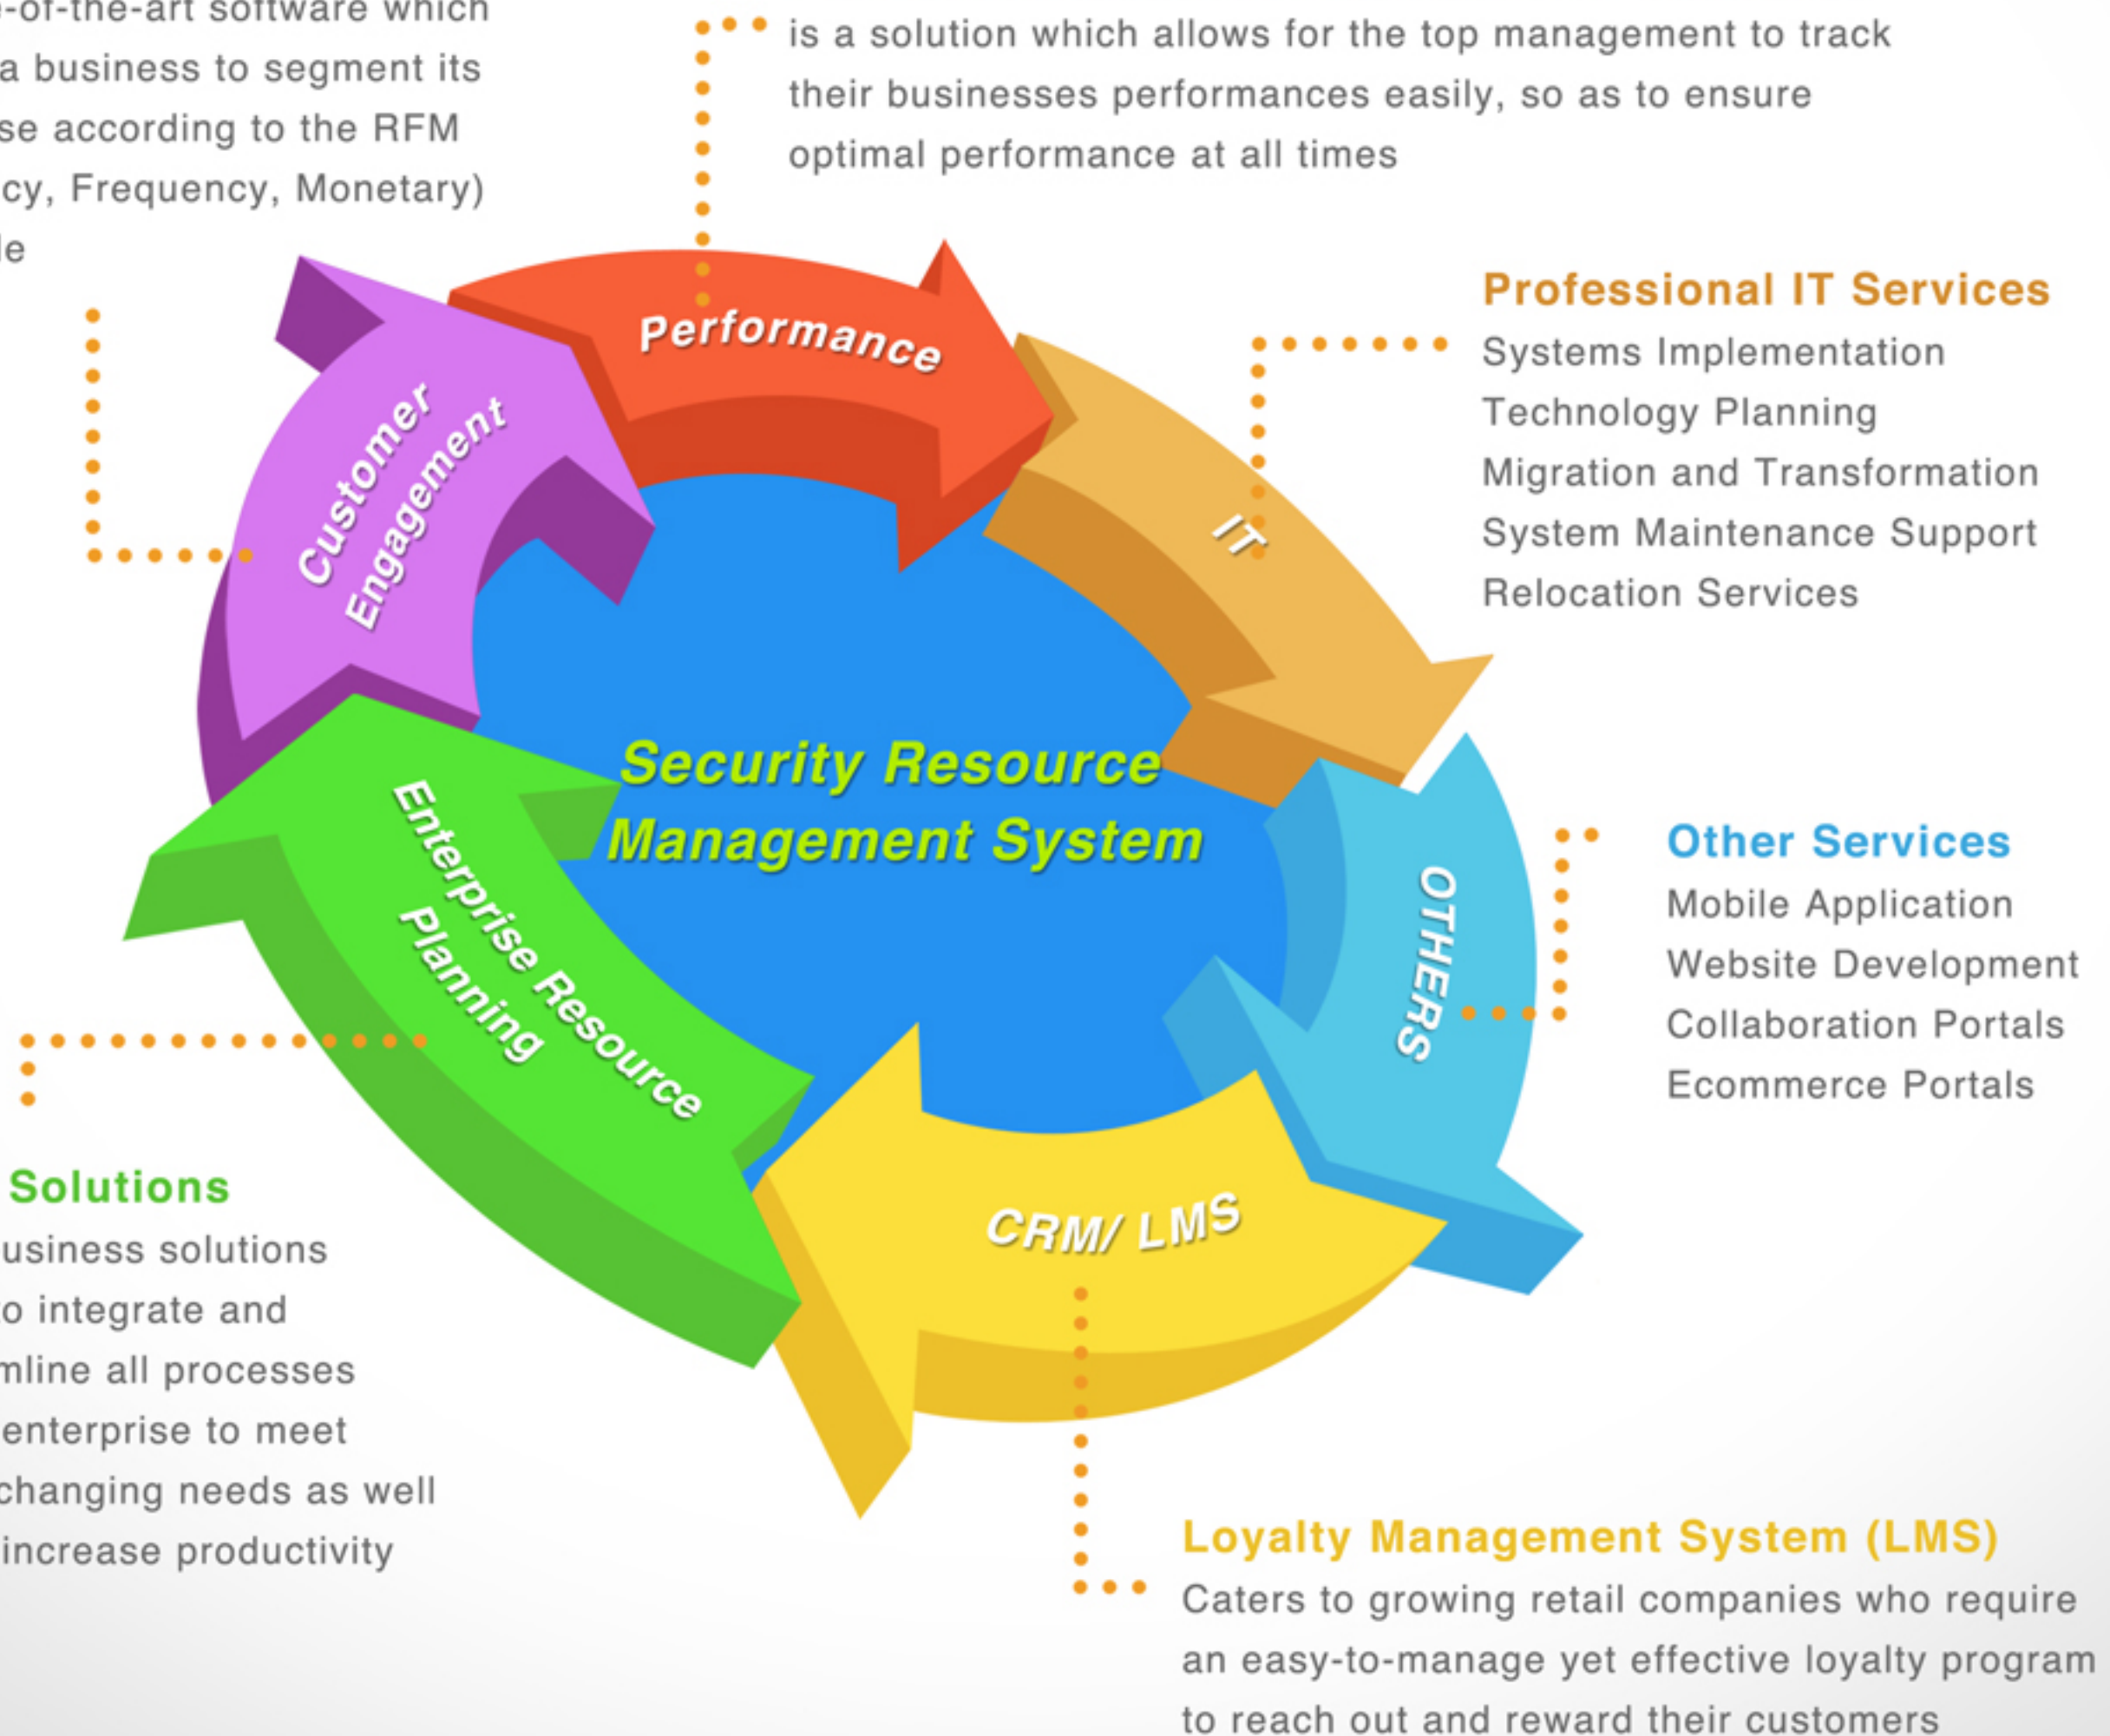 -of-the-art software which
a business to segment its
se according to the RFM
cy, Frequency, Monetary)
le
is a solution which allows for the top management to track
their businesses performances easily, so as to ensure
optimal performance at all times
Performance
Customer
Engagement
IT
Professional IT Services
Systems Implementation
Technology Planning
Migration and Transformation
System Maintenance Support
Relocation Services
Security Resource
Management System
Enterprise Resource
Planning
OTHERS
Other Services
Mobile Application
Website Development
Collaboration Portals
Ecommerce Portals
CRM/ LMS
Solutions
usiness solutions
to integrate and
mline all processes
enterprise to meet
changing needs as well
increase productivity
Loyalty Management System (LMS)
Caters to growing retail companies who require
an easy-to-manage yet effective loyalty program
to reach out and reward their customers